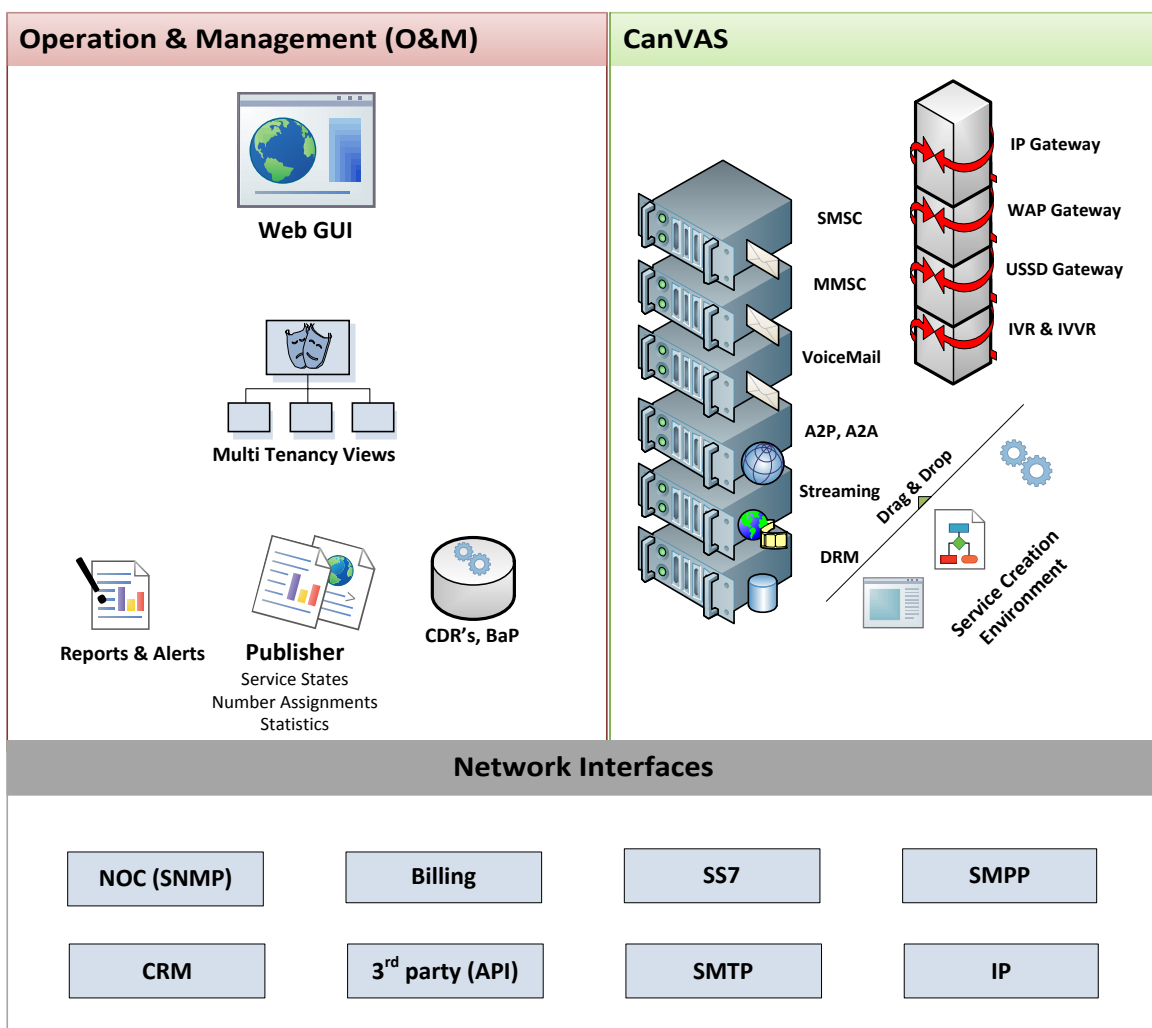 Operation & Management (O&M)
Web GUI
Multi Tenancy Views
Reports & Alerts
Publisher
Service States
Number Assignments
Statistics
CDR's, BaP
CanVAS
SMSC
MMSC
VoiceMail
A2P, A2A
Streaming
DRM
IP Gateway
WAP Gateway
USSD Gateway
IVR & IVVR
Drag & Drop
Service Creation
Environment
Network Interfaces
NOC (SNMP)
Billing
SS7
SMPP
CRM
3rd party (API)
SMTP
IP